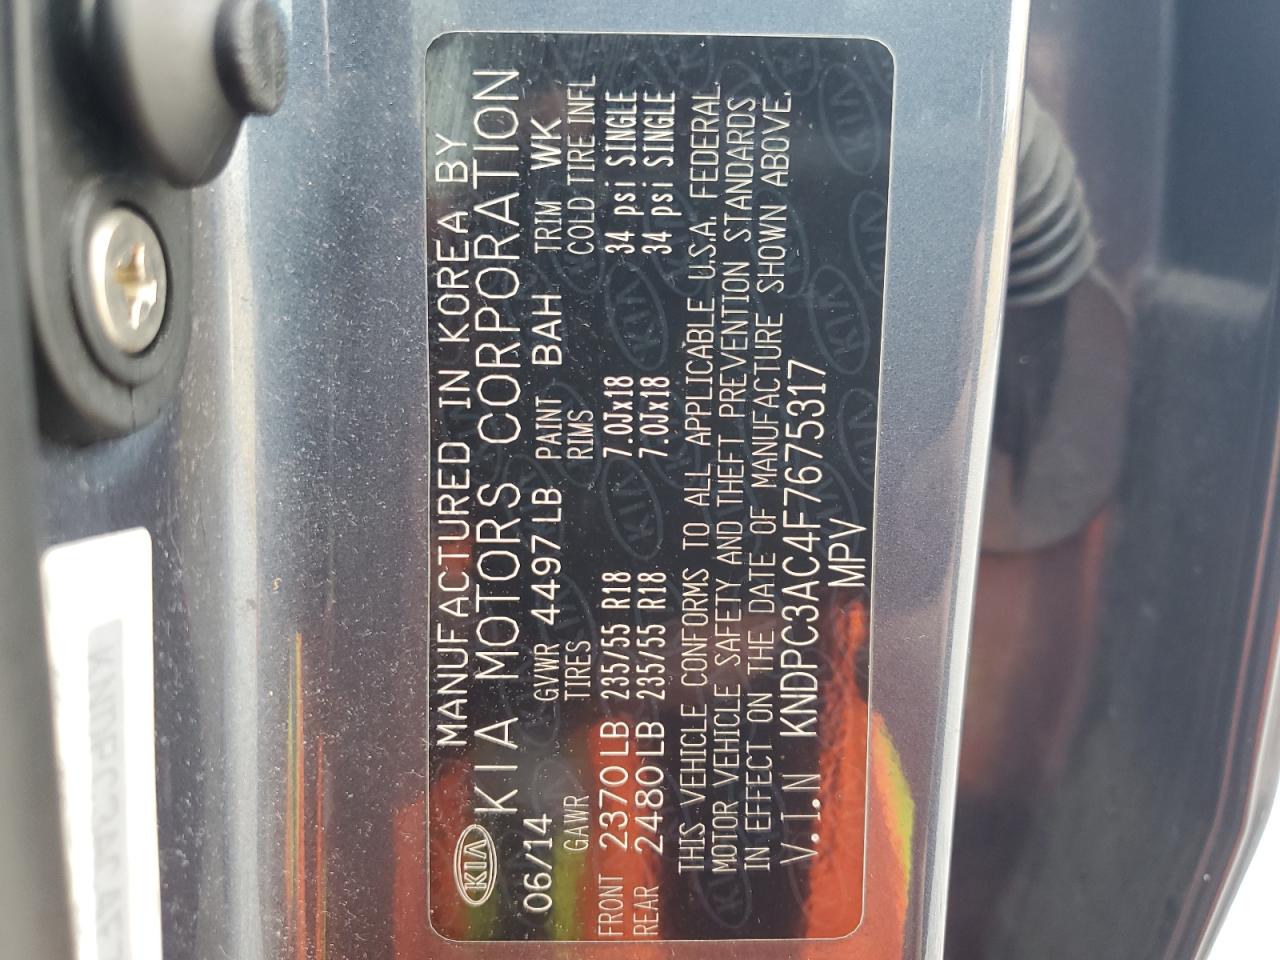 MANUFACTURED IN KOREA BY
KIA KIA MOTORS CORPORATION
06/14 GVWR 4497LB PAINT BAH TRIM WK
GAWR TIRES RIMS COLD TIRE INFL
FRONT 2370LB 235/55 R18 7.0Jx18 34 psi SINGLE
REAR 2480LB 235/55 R18 7.0Jx18 34 psi SINGLE
THIS VEHICLE CONFORMS TO ALL APPLICABLE U.S.A. FEDERAL
MOTOR VEHICLE SAFETY AND THEFT PREVENTION STANDARDS
IN EFFECT ON THE DATE OF MANUFACTURE SHOWN ABOVE.
V.I.N KNDPC3AC4F7675317
MPV